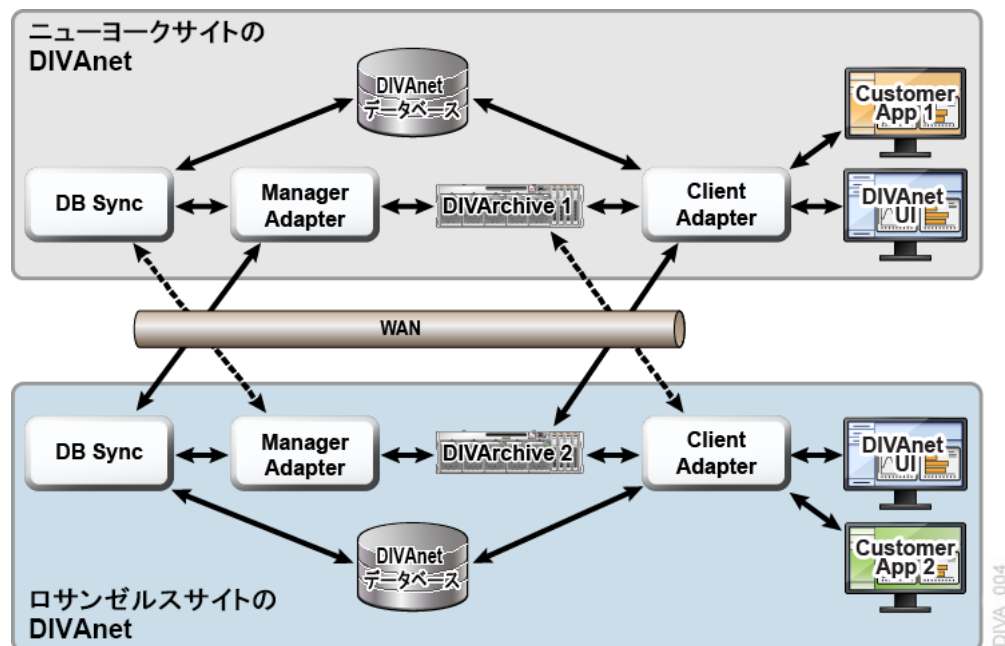 ニューヨークサイトの
DIVAnet
DIVAnet
データベース
Customer
App 1
DB Sync
Manager
Adapter
DIVArchive 1
Client
Adapter
DIVAnet
UI
WAN
DB Sync
Manager
Adapter
DIVArchive 2
Client
Adapter
DIVAnet
UI
DIVAnet
データベース
Customer
App 2
ロサンゼルスサイトの
DIVAnet
DIVA_004